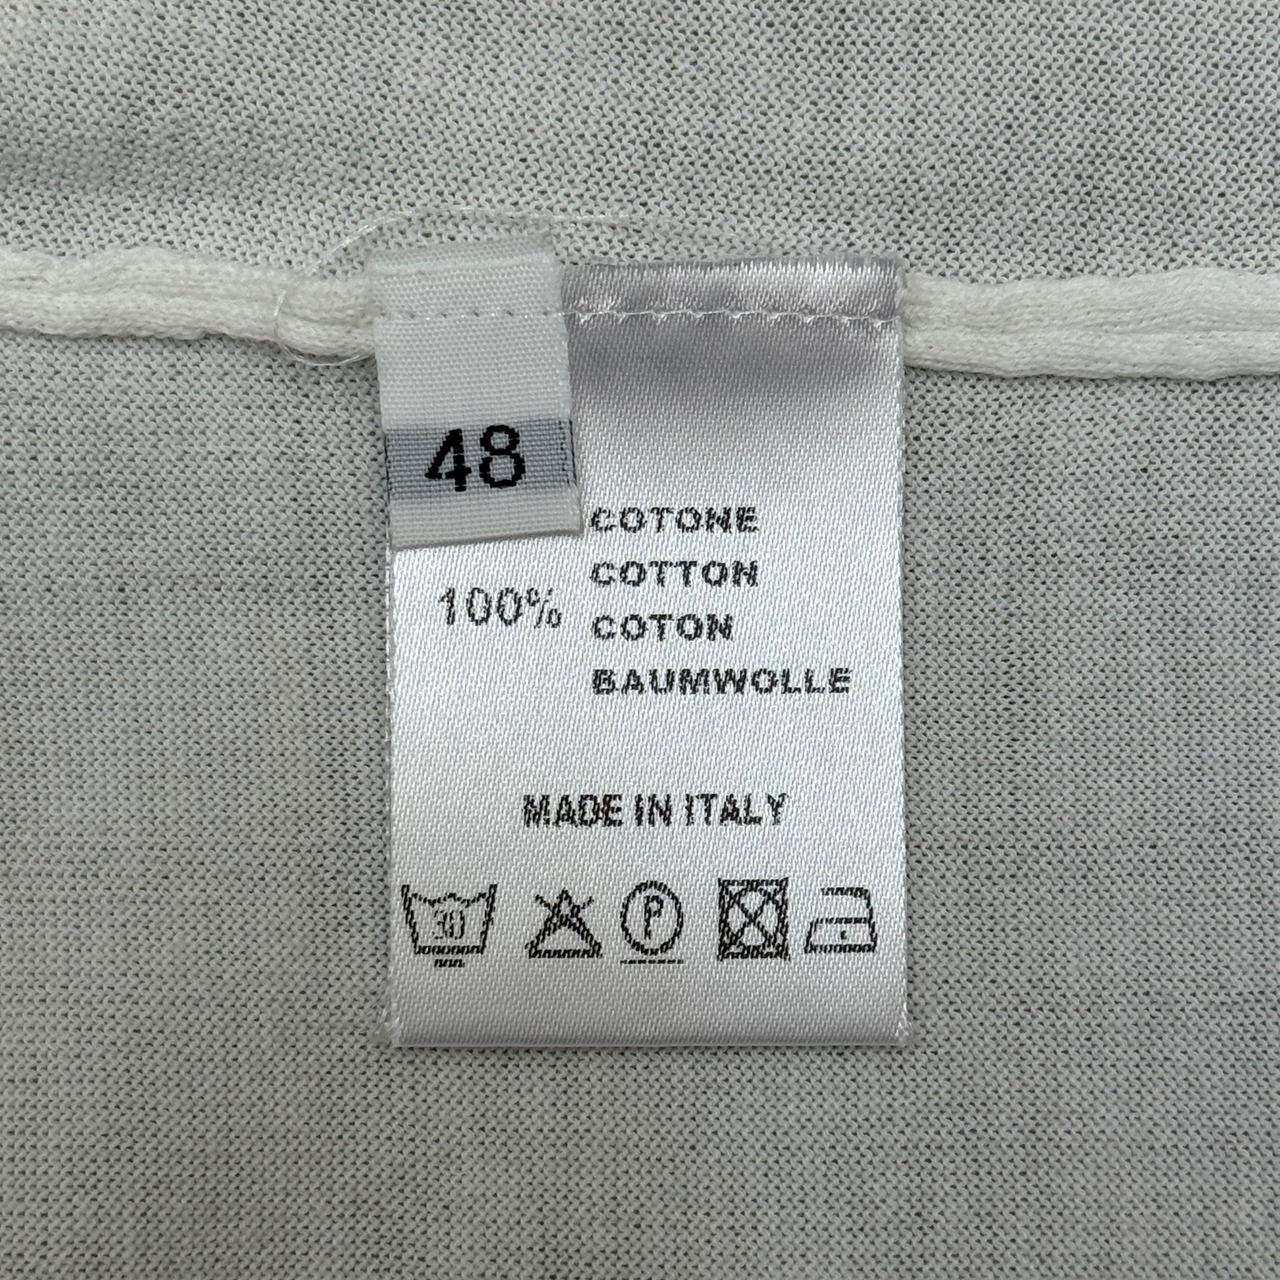 48
COTONE
COTTON
100%
COTON
BAUMWOLLE
MADE IN ITALY
30
P